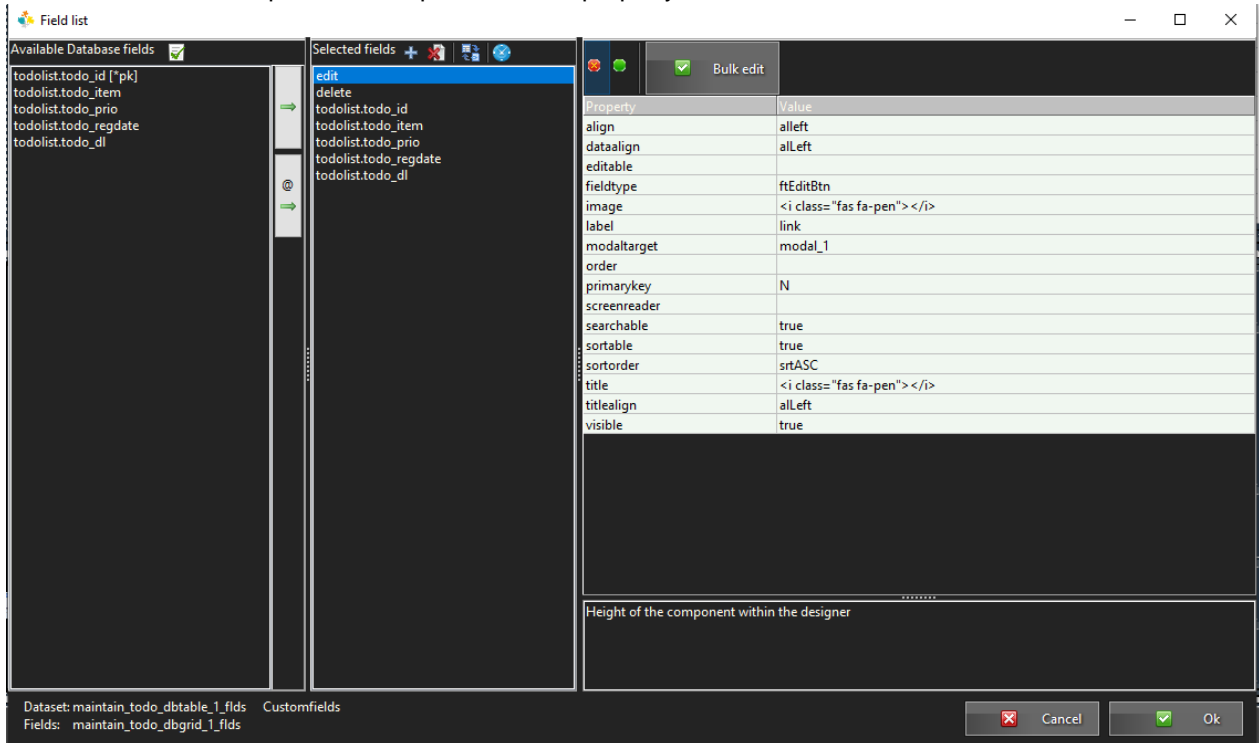 Field list
Available Database fields
todolist.todo_id [*pk]
todolist.todo_item
todolist.todo_prio
todolist.todo_regdate
todolist.todo_dl
@
Selected fields
edit
delete
todolist.todo_id
todolist.todo_item
todolist.todo_prio
todolist.todo_regdate
todolist.todo_dl
Bulk edit
Property Value
align alleft
dataalign alLeft
editable
fieldtype ftEditBtn
image <i class="fas fa-pen"></i>
label link
modaltarget modal_1
order
primarykey N
screenreader
searchable true
sortable true
sortorder srtASC
title <i class="fas fa-pen"></i>
titlealign alLeft
visible true
Height of the component within the designer
Dataset: maintain_todo_dbtable_1_flds Customfields
Fields: maintain_todo_dbgrid_1_flds
Cancel
Ok